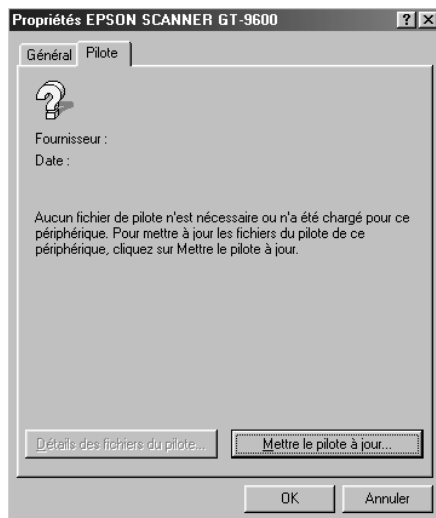 Propriétés EPSON SCANNER GT-9600
Général
Pilote
Fournisseur :
Date :
Aucun fichier de pilote n'est nécessaire ou n'a été chargé pour ce
périphérique. Pour mettre à jour les fichiers du pilote de ce
périphérique, cliquez sur Mettre le pilote à jour.
Détails des fichiers du pilote...
Mettre le pilote à jour...
OK
Annuler